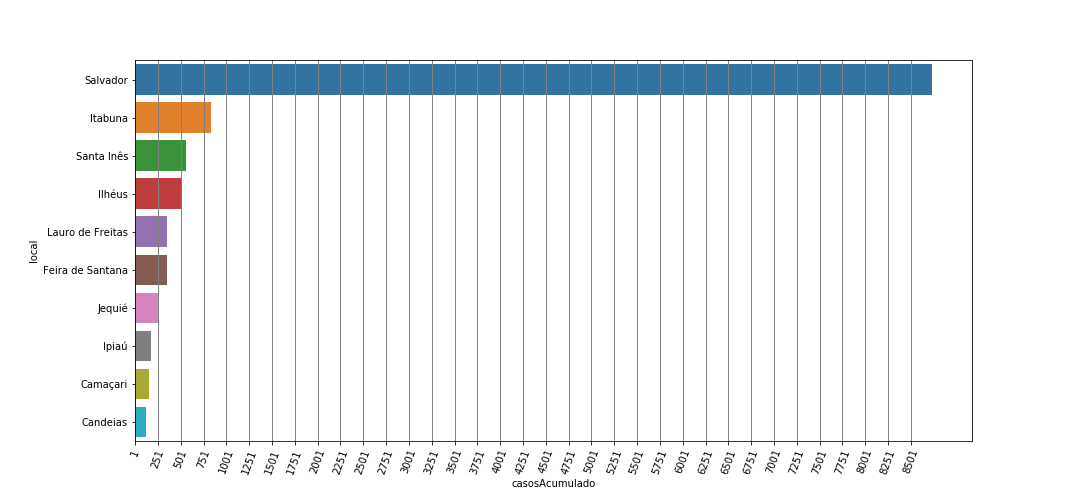 Salvador
Itabuna
Santa Inês
Ilhéus
Lauro de Freitas
Feira de Santana
Jequié
Ipiaú
Camaçari
Candeias
local
1 251 501 751 1001 1251 1501 1751 2001 2251 2501 2751 3001 3251 3501 3751 4001 4251 4501 4751 5001 5251 5501 5751 6001 6251 6501 6751 7001 7251 7501 7751 8001 8251 8501
casosAcumulado